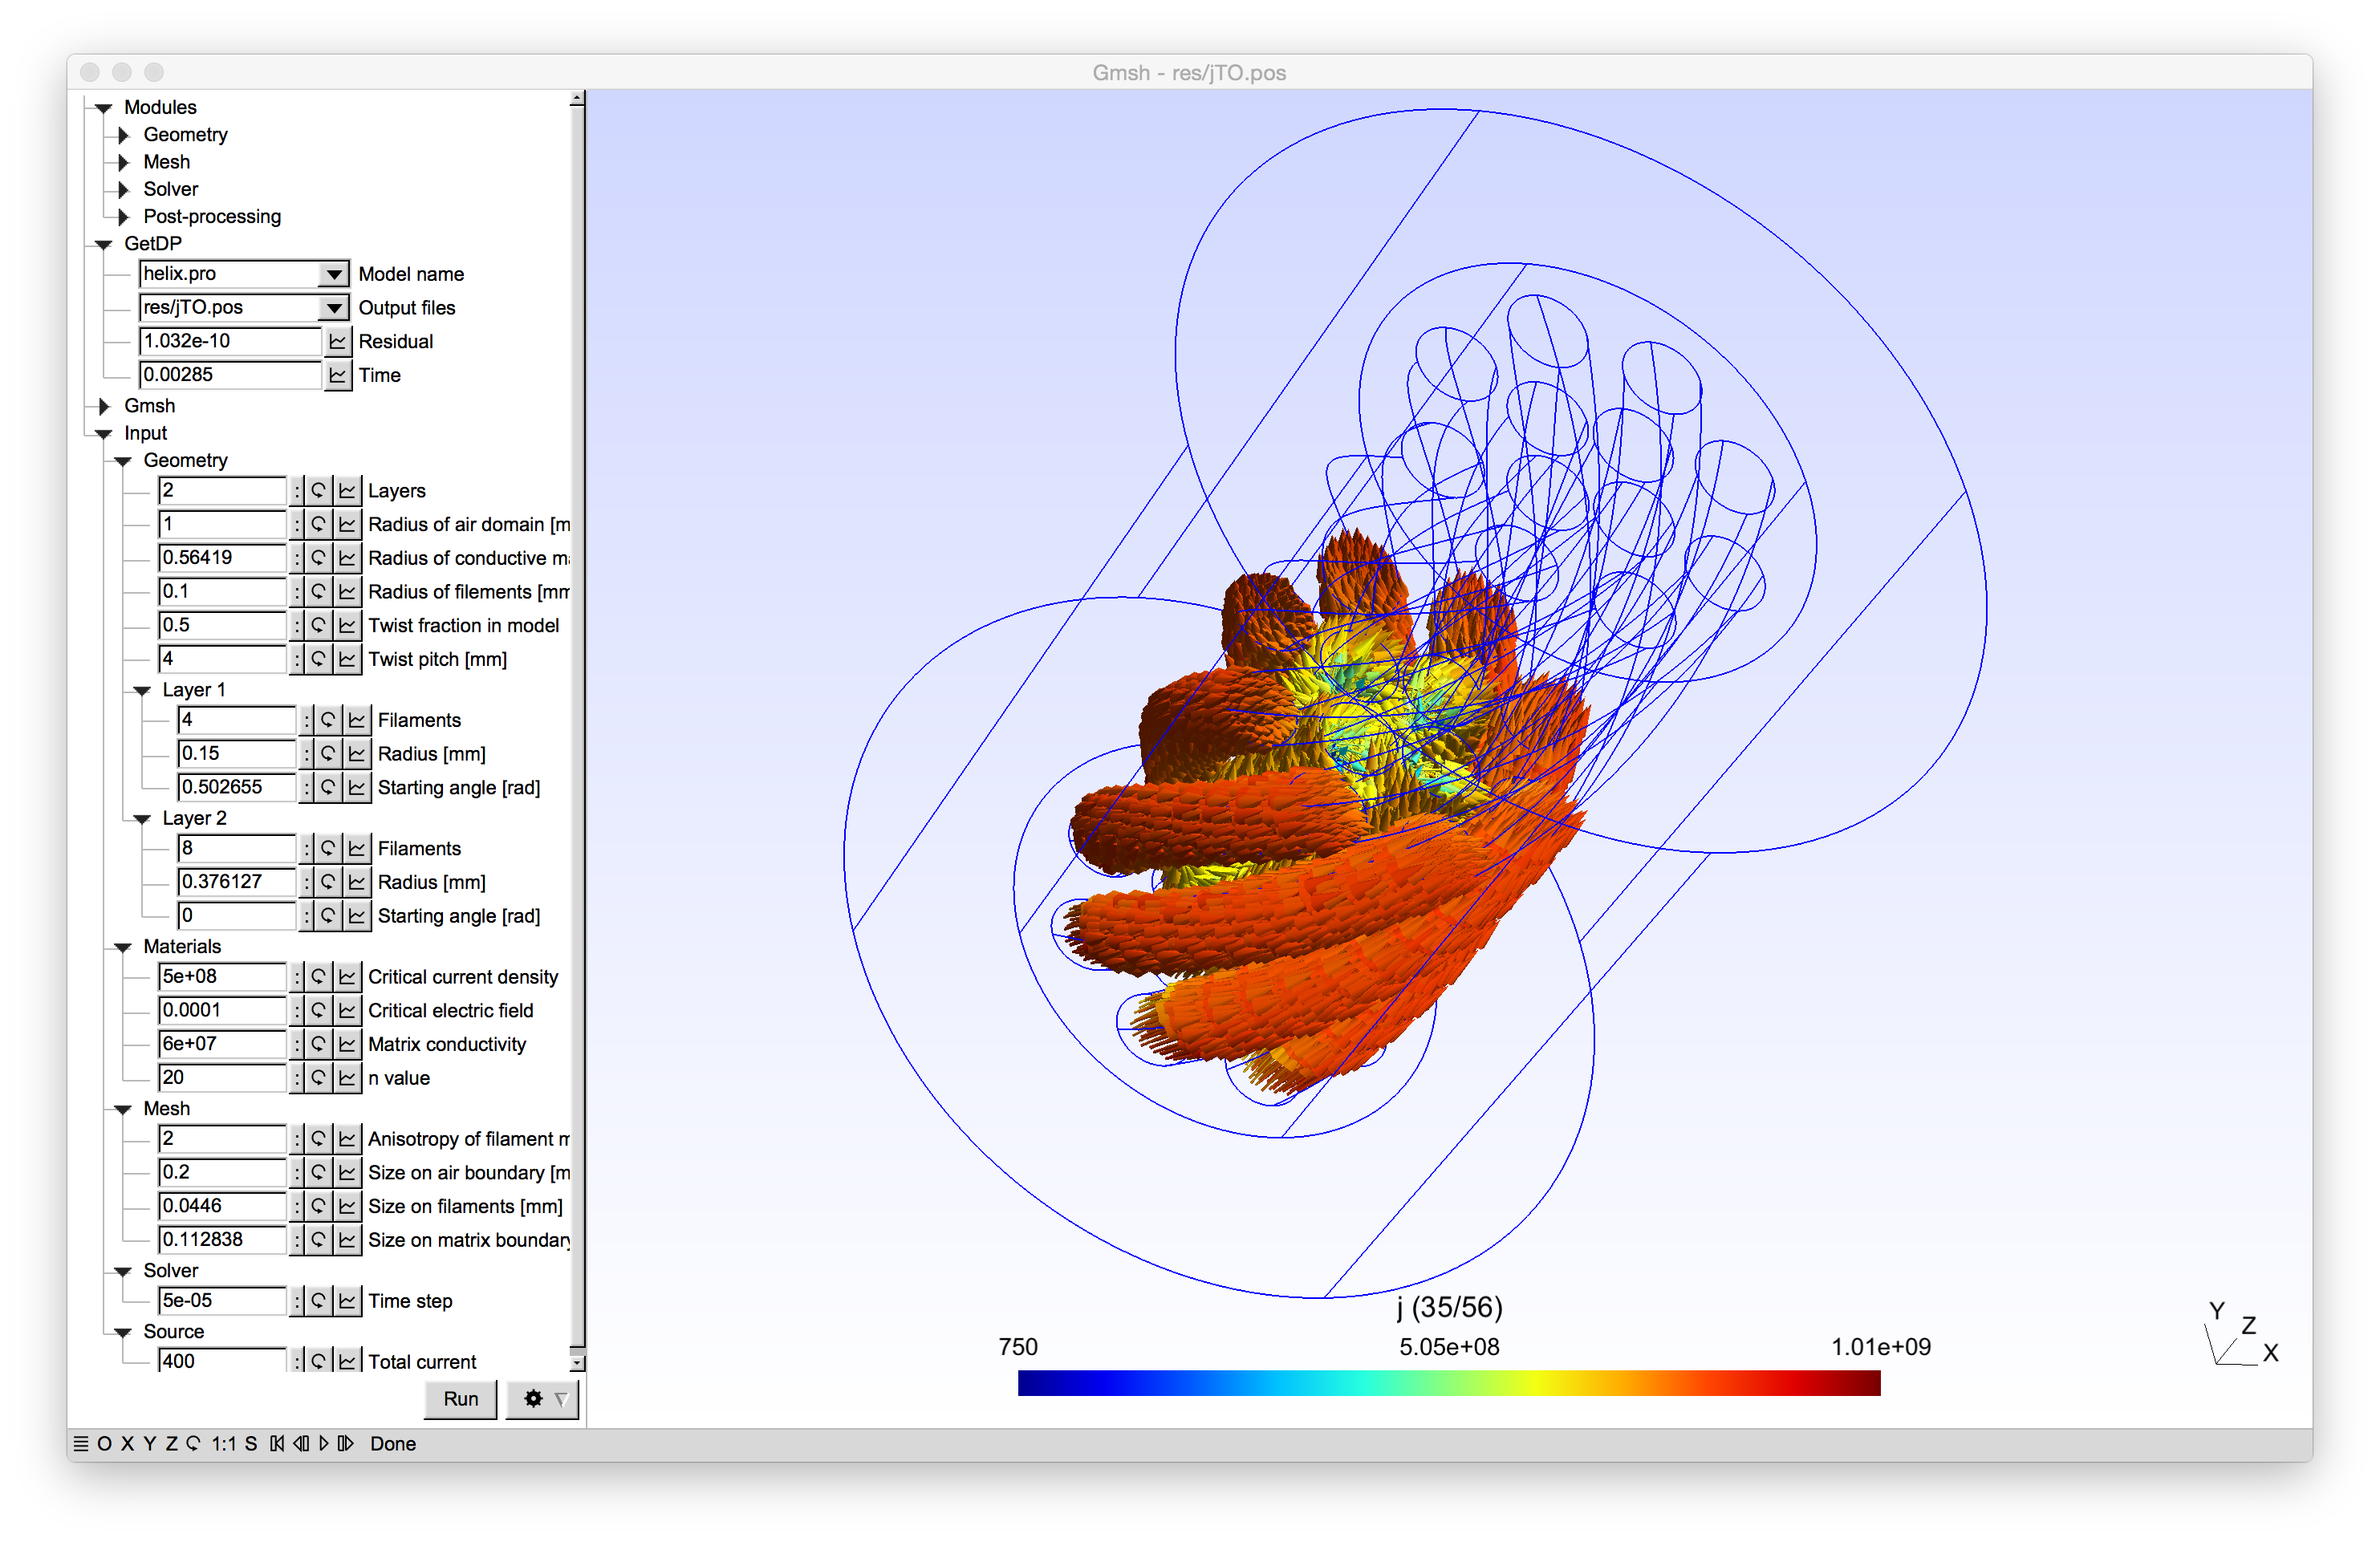 Gmsh - res/jTO.pos
Modules
Geometry
Mesh
Solver
Post-processing
GetDP
helix.pro Model name
res/jTO.pos Output files
1.032e-10 Residual
0.00285 Time
Gmsh
Input
Geometry
2 : Layers
1 : Radius of air domain [m
0.56419 : Radius of conductive ma
0.1 : Radius of filements [mm
0.5 : Twist fraction in model
4 : Twist pitch [mm]
Layer 1
4 : Filaments
0.15 : Radius [mm]
0.502655 : Starting angle [rad]
Layer 2
8 : Filaments
0.376127 : Radius [mm]
0 : Starting angle [rad]
Materials
5e+08 : Critical current density
0.0001 : Critical electric field
6e+07 : Matrix conductivity
20 : n value
Mesh
2 : Anisotropy of filament m
0.2 : Size on air boundary [m
0.0446 : Size on filaments [mm]
0.112838 : Size on matrix boundary
Solver
5e-05 : Time step
Source
400 : Total current
Run
j (35/56)
750 5.05e+08 1.01e+09
Y
Z
X
O X Y Z 1:1 S Done